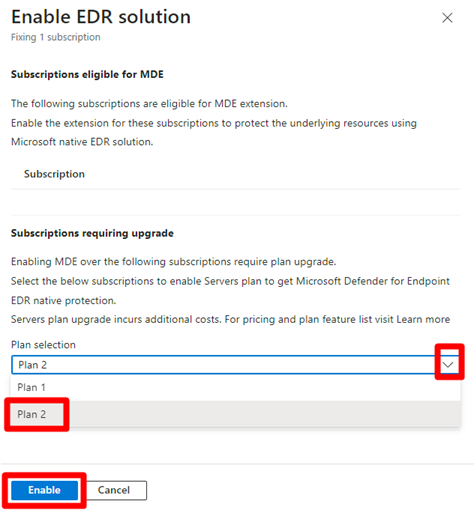 Enable EDR solution
Fixing 1 subscription
Subscriptions eligible for MDE
The following subscriptions are eligible for MDE extension.
Enable the extension for these subscriptions to protect the underlying resources using
Microsoft native EDR solution.
Subscription
Subscriptions requiring upgrade
Enabling MDE over the following subscriptions require plan upgrade.
Select the below subscriptions to enable Servers plan to get Microsoft Defender for Endpoint
EDR native protection.
Servers plan upgrade incurs additional costs. For pricing and plan feature list visit Learn more
Plan selection
Plan 2
Plan 1
Plan 2
Enable Cancel